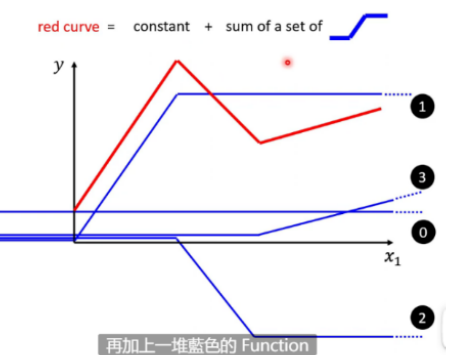 red curve = constant + sum of a set of
y
1
3
0
x₁
2
再加上一堆藍色的 Function